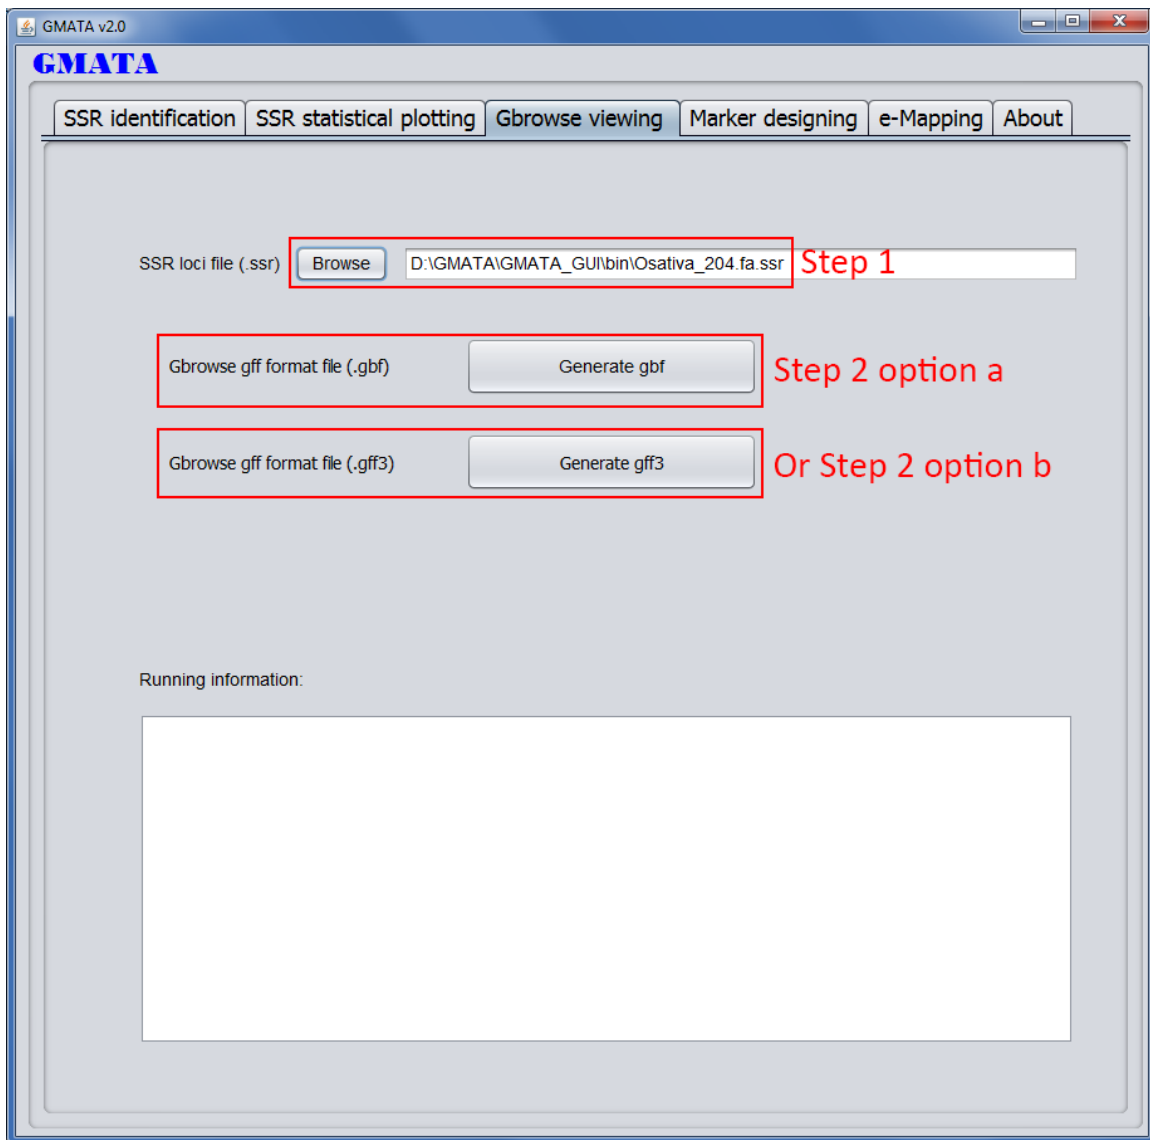 GMATA v2.0
GMATA
SSR identification SSR statistical plotting Gbrowse viewing Marker designing e-Mapping About
SSR loci file (.ssr) Browse D:\GMATA\GMATA_GUI\bin\Osativa_204.fa.ssr Step 1
Gbrowse gff format file (.gbf) Generate gbf Step 2 option a
Gbrowse gff format file (.gff3) Generate gff3 Or Step 2 option b
Running information: